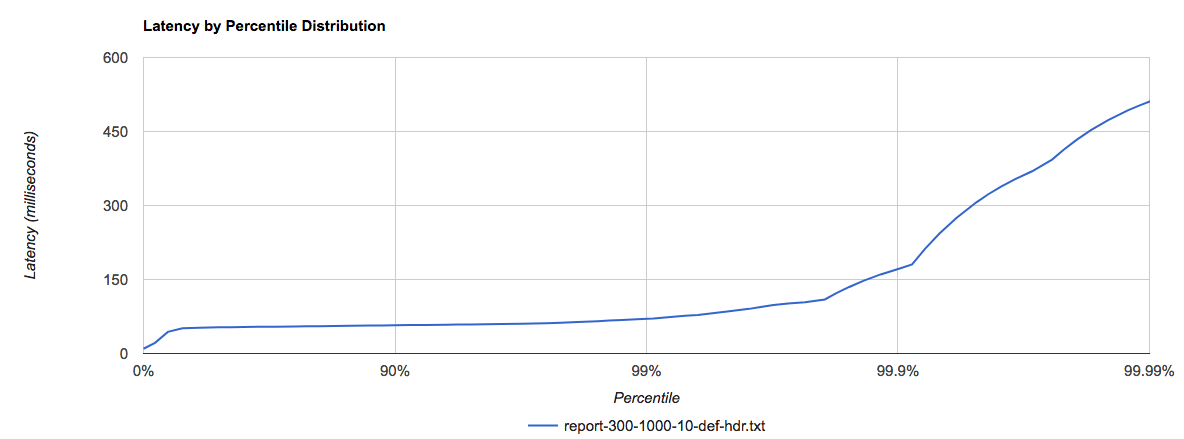 Latency by Percentile Distribution
600
450
300
150
0
Latency (milliseconds)
0% 90% 99% 99.9% 99.99%
Percentile
report-300-1000-10-def-hdr.txt